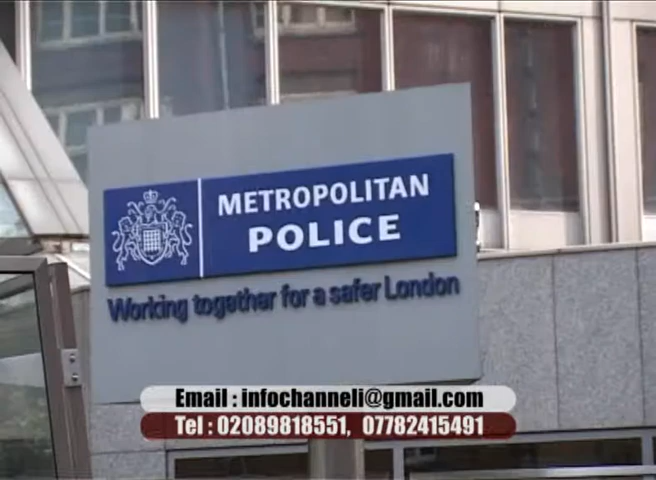 METROPOLITAN
POLICE
Working together for a safer London
Email : infochanneli@gmail.com
Tel : 02089818551, 07782415491